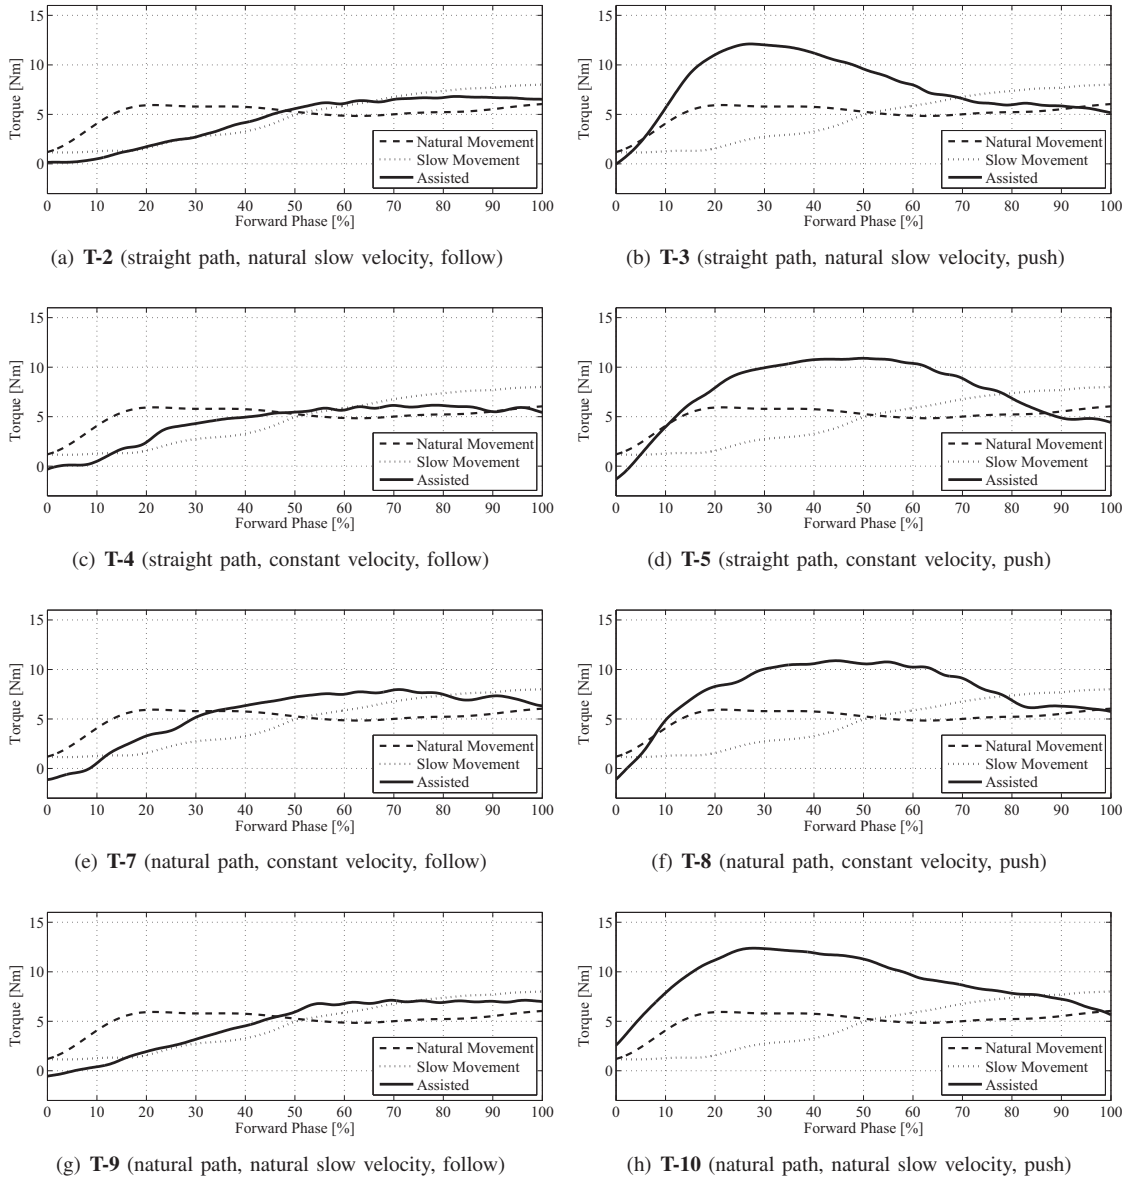 15
10
5
0
Torque [Nm]
Natural Movement
Slow Movement
Assisted
0 10 20 30 40 50 60 70 80 90 100
Forward Phase [%]
(a) T-2 (straight path, natural slow velocity, follow)
15
10
5
0
Torque [Nm]
Natural Movement
Slow Movement
Assisted
0 10 20 30 40 50 60 70 80 90 100
Forward Phase [%]
(b) T-3 (straight path, natural slow velocity, push)
15
10
5
0
Torque [Nm]
Natural Movement
Slow Movement
Assisted
0 10 20 30 40 50 60 70 80 90 100
Forward Phase [%]
(c) T-4 (straight path, constant velocity, follow)
15
10
5
0
Torque [Nm]
Natural Movement
Slow Movement
Assisted
0 10 20 30 40 50 60 70 80 90 100
Forward Phase [%]
(d) T-5 (straight path, constant velocity, push)
15
10
5
0
Torque [Nm]
Natural Movement
Slow Movement
Assisted
0 10 20 30 40 50 60 70 80 90 100
Forward Phase [%]
(e) T-7 (natural path, constant velocity, follow)
15
10
5
0
Torque [Nm]
Natural Movement
Slow Movement
Assisted
0 10 20 30 40 50 60 70 80 90 100
Forward Phase [%]
(f) T-8 (natural path, constant velocity, push)
15
10
5
0
Torque [Nm]
Natural Movement
Slow Movement
Assisted
0 10 20 30 40 50 60 70 80 90 100
Forward Phase [%]
(g) T-9 (natural path, natural slow velocity, follow)
15
10
5
0
Torque [Nm]
Natural Movement
Slow Movement
Assisted
0 10 20 30 40 50 60 70 80 90 100
Forward Phase [%]
(h) T-10 (natural path, natural slow velocity, push)